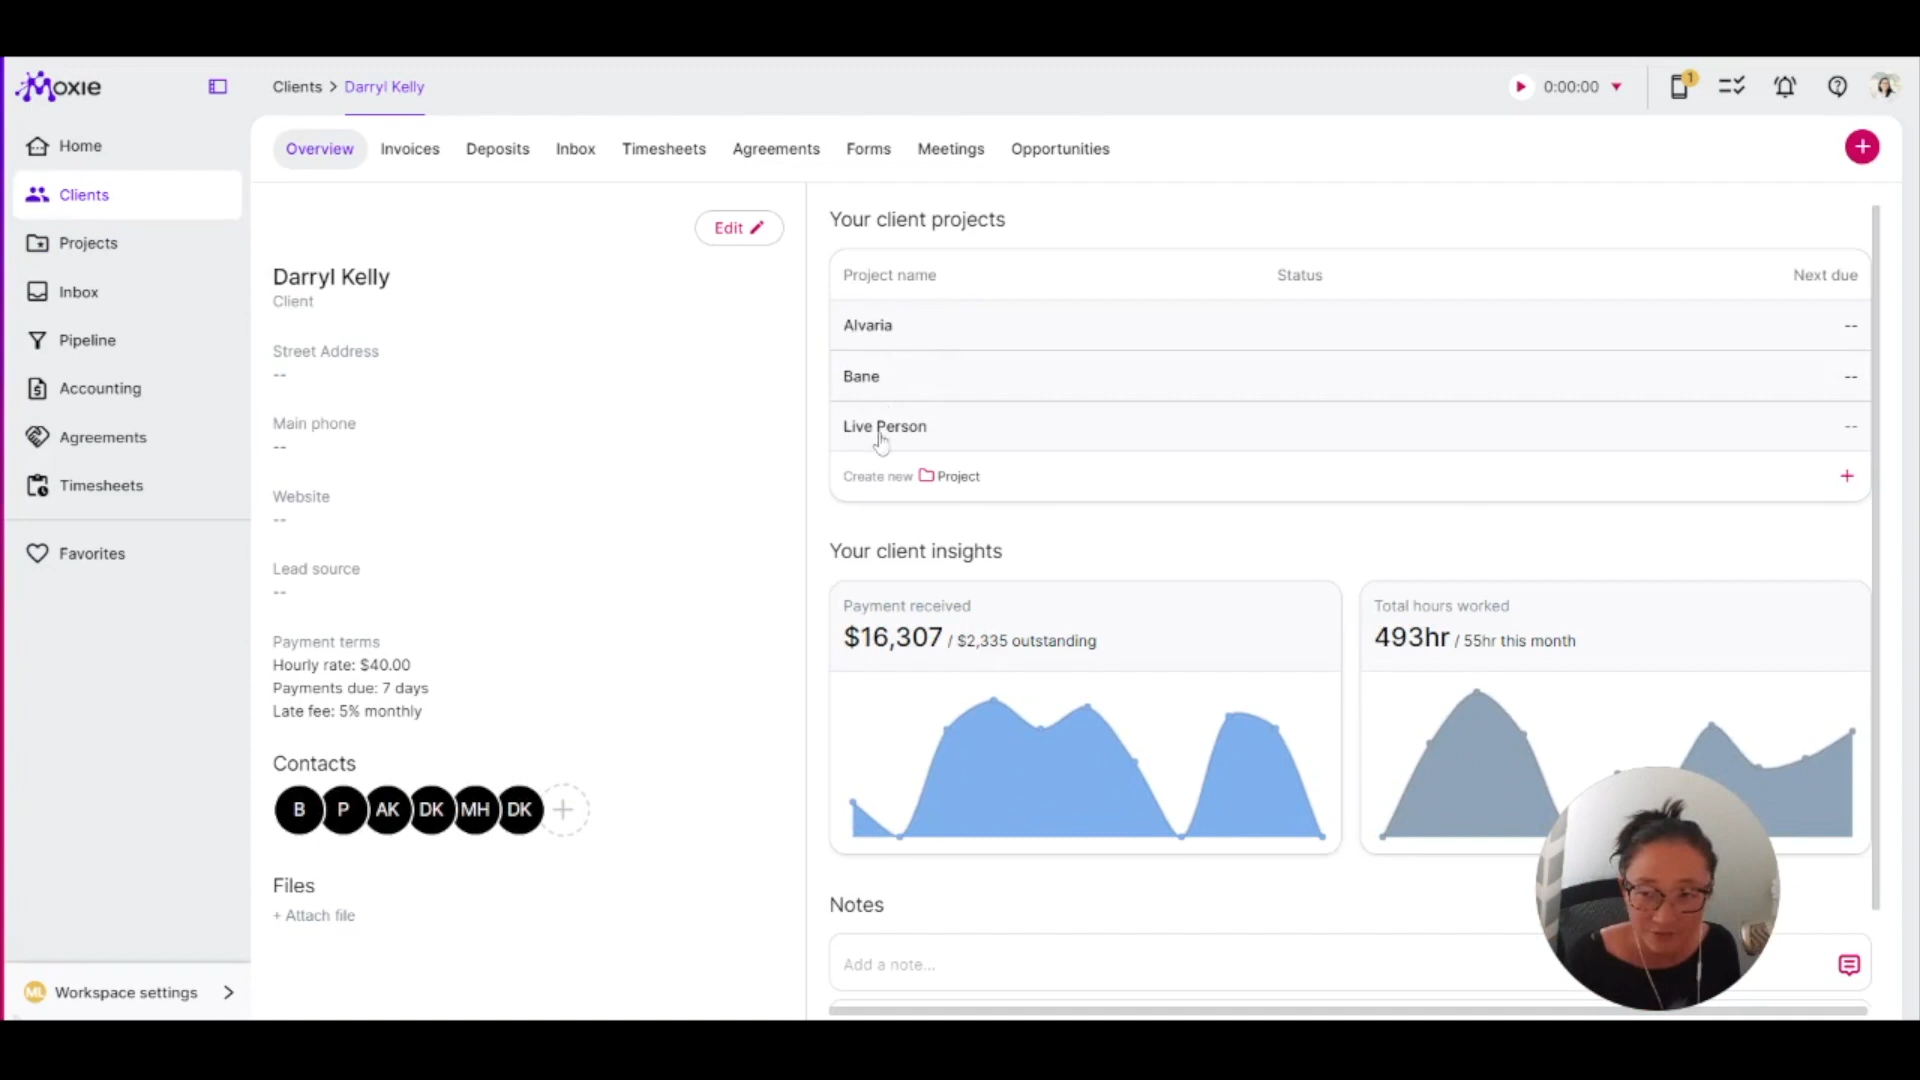 Moxie
Clients > Darryl Kelly
0:00:00
1
Home
Clients
Projects
Inbox
Pipeline
Accounting
Agreements
Timesheets
Favorites
ML Workspace settings
Overview Invoices Deposits Inbox Timesheets Agreements Forms Meetings Opportunities
Edit
Darryl Kelly
Client
Street Address
--
Main phone
--
Website
--
Lead source
--
Payment terms
Hourly rate: $40.00
Payments due: 7 days
Late fee: 5% monthly
Contacts
B P AK DK MH DK
Files
+ Attach file
Your client projects
Project name Status Next due
Alvaria --
Bane --
Live Person --
Create new Project
Your client insights
Payment received
$16,307 / $2,335 outstanding
Total hours worked
493hr / 55hr this month
Notes
Add a note...